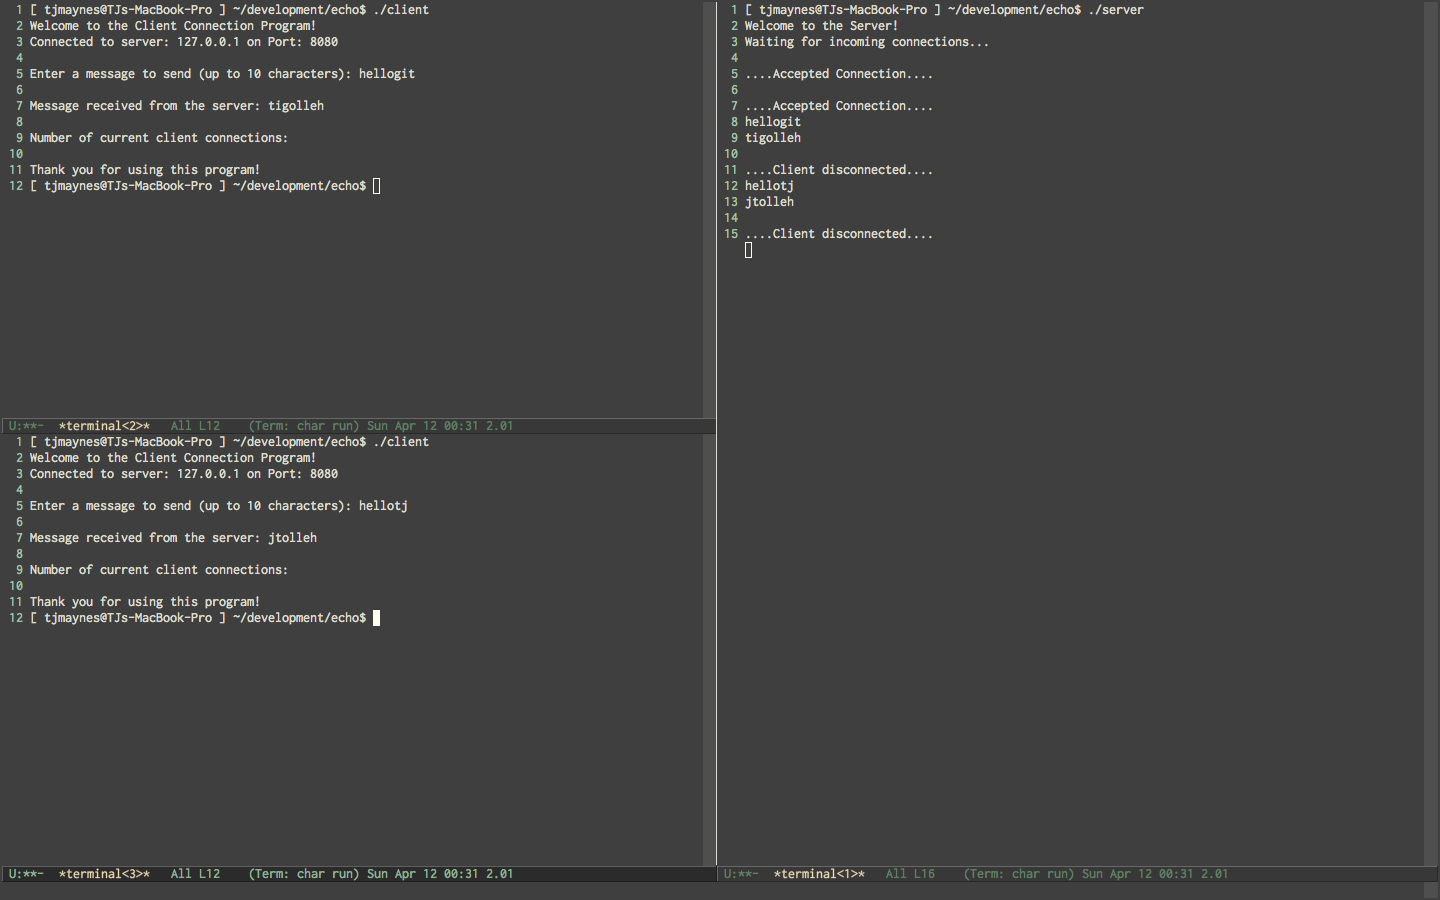 1 [ tjmaynes@TJs-MacBook-Pro ] ~/development/echo$ ./client
2 Welcome to the Client Connection Program!
3 Connected to server: 127.0.0.1 on Port: 8080
4
5 Enter a message to send (up to 10 characters): hellogit
6
7 Message received from the server: tigolleh
8
9 Number of current client connections:
10
11 Thank you for using this program!
12 [ tjmaynes@TJs-MacBook-Pro ] ~/development/echo$
U:**-  *terminal<2>*   All L12    (Term: char run) Sun Apr 12 00:31 2.01
1 [ tjmaynes@TJs-MacBook-Pro ] ~/development/echo$ ./client
2 Welcome to the Client Connection Program!
3 Connected to server: 127.0.0.1 on Port: 8080
4
5 Enter a message to send (up to 10 characters): hellotj
6
7 Message received from the server: jtolleh
8
9 Number of current client connections:
10
11 Thank you for using this program!
12 [ tjmaynes@TJs-MacBook-Pro ] ~/development/echo$
U:**-  *terminal<3>*   All L12    (Term: char run) Sun Apr 12 00:31 2.01
1 [ tjmaynes@TJs-MacBook-Pro ] ~/development/echo$ ./server
2 Welcome to the Server!
3 Waiting for incoming connections...
4
5 ....Accepted Connection....
6
7 ....Accepted Connection....
8 hellogit
9 tigolleh
10
11 ....Client disconnected....
12 hellotj
13 jtolleh
14
15 ....Client disconnected....
U:**-  *terminal<1>*   All L16    (Term: char run) Sun Apr 12 00:31 2.01